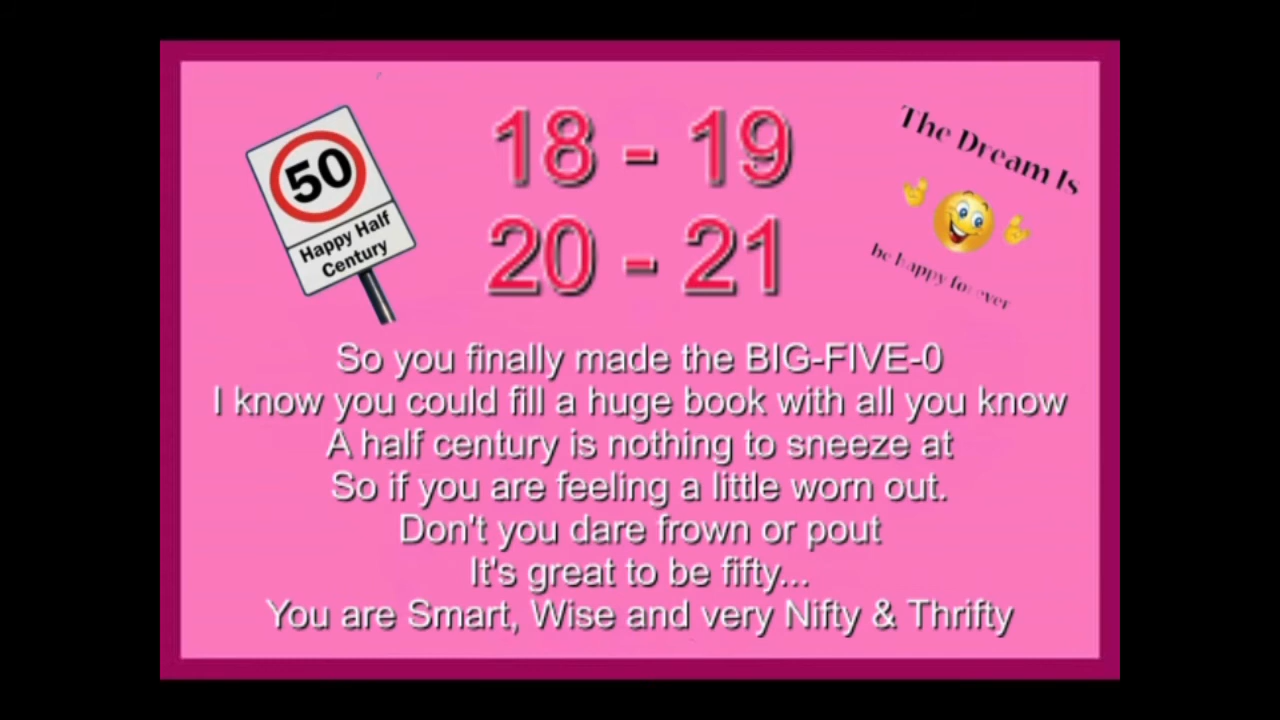 18 - 19
20 - 21
50
Happy Half
Century
The Dream Is
be happy forever
So you finally made the BIG-FIVE-0
I know you could fill a huge book with all you know
A half century is nothing to sneeze at
So if you are feeling a little worn out.
Don't you dare frown or pout
It's great to be fifty...
You are Smart, Wise and very Nifty & Thrifty